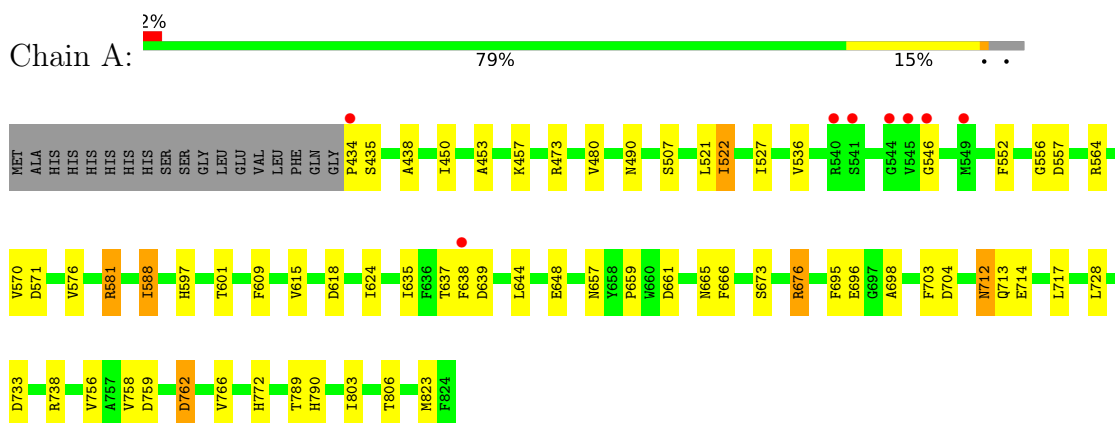 2%
Chain A:
79% 15% • •
MET ALA HIS HIS HIS HIS HIS HIS SER SER GLY LEU GLU VAL LEU PHE GLN GLY P434 S435 A438 I450 A453 K457 R473 V480 N490 S507 L521 I522 I527 V536 R540 S541 G544 V545 G546 M549 F552 G556 D557 R564
V570 D571 V576 R581 I588 H597 T601 F609 V615 D618 I624 I635 F636 T637 F638 D639 L644 E648 N657 Y658 P659 W660 D661 N665 F666 S673 R676 F695 E696 G697 A698 F703 D704 N712 Q713 E714 L717 L728
D733 R738 V756 A757 V758 D759 D762 V766 H772 T789 H790 I803 T806 M823 F824